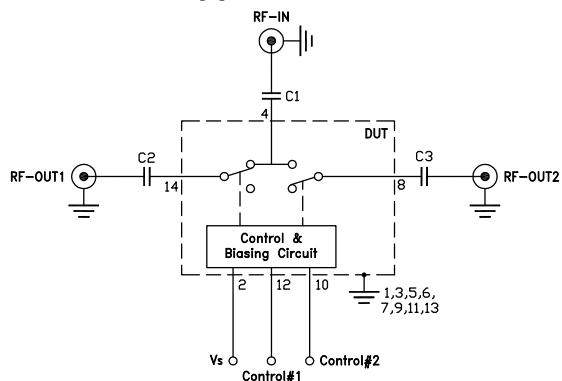 RF-IN
C1
4
DUT
C2
C3
RF-OUT1
14
8
RF-OUT2
Control &
Biasing Circuit
2
12
10
1,3,5,6,
7,9,11,13
Vs
Control#1
Control#2